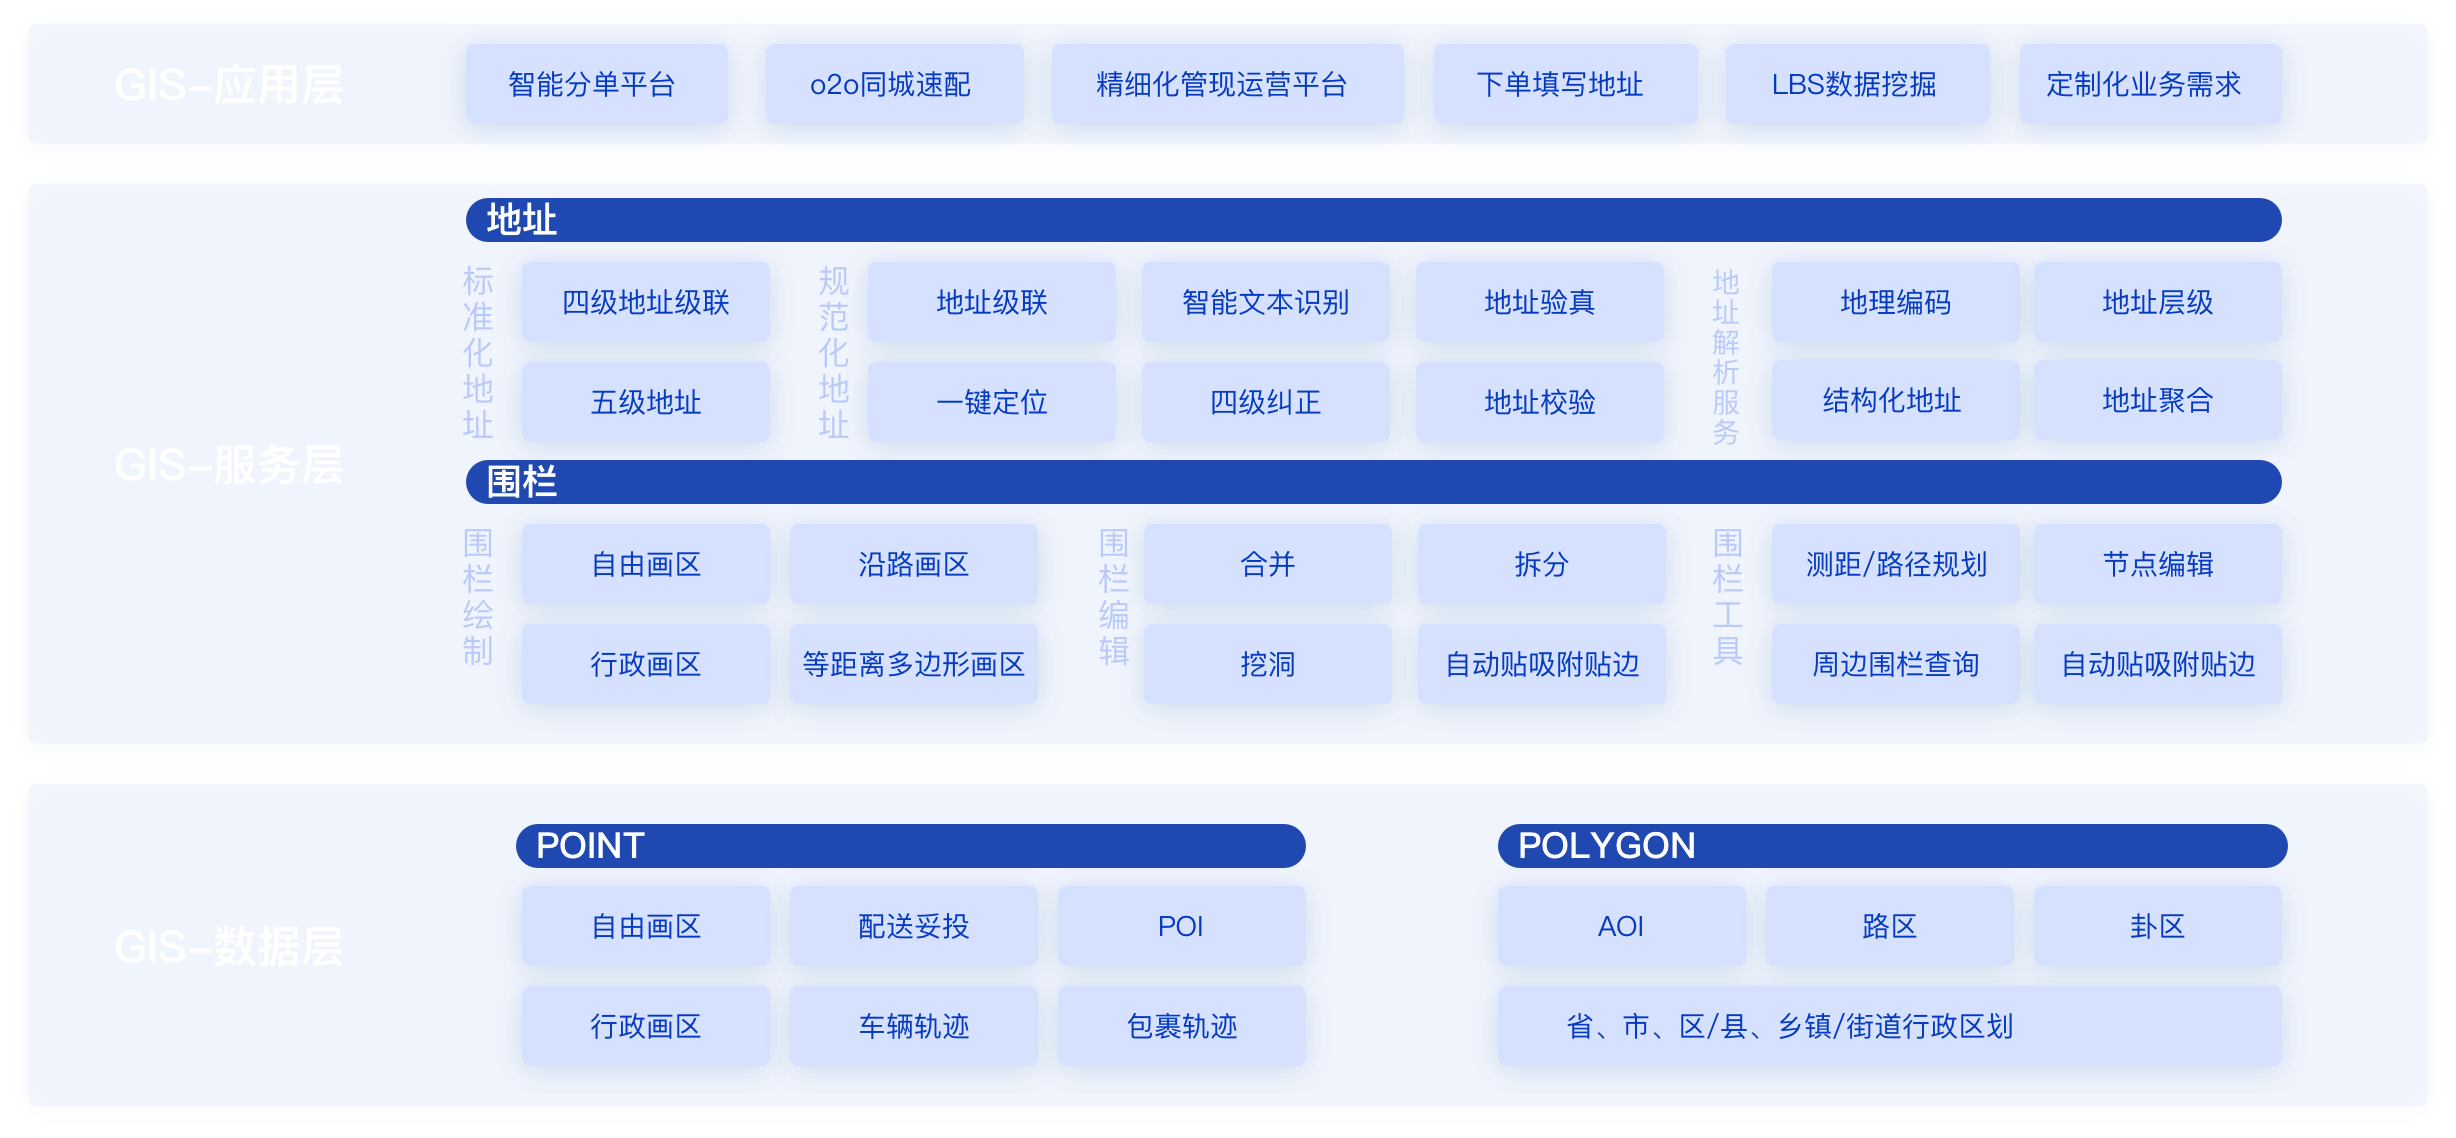 GIS-应用层
智能分单平台
o2o同城速配
精细化管现运营平台
下单填写地址
LBS数据挖掘
定制化业务需求
GIS-服务层
地址
标准化地址
四级地址级联
五级地址
规范化地址
地址级联
智能文本识别
地址验真
一键定位
四级纠正
地址校验
地址解析服务
地理编码
地址层级
结构化地址
地址聚合
围栏
围栏绘制
自由画区
沿路画区
行政画区
等距离多边形画区
围栏编辑
合并
拆分
挖洞
自动贴吸附贴边
围栏工具
测距/路径规划
节点编辑
周边围栏查询
自动贴吸附贴边
GIS-数据层
POINT
自由画区
配送妥投
POI
行政画区
车辆轨迹
包裹轨迹
POLYGON
AOI
路区
卦区
省、市、区/县、乡镇/街道行政区划